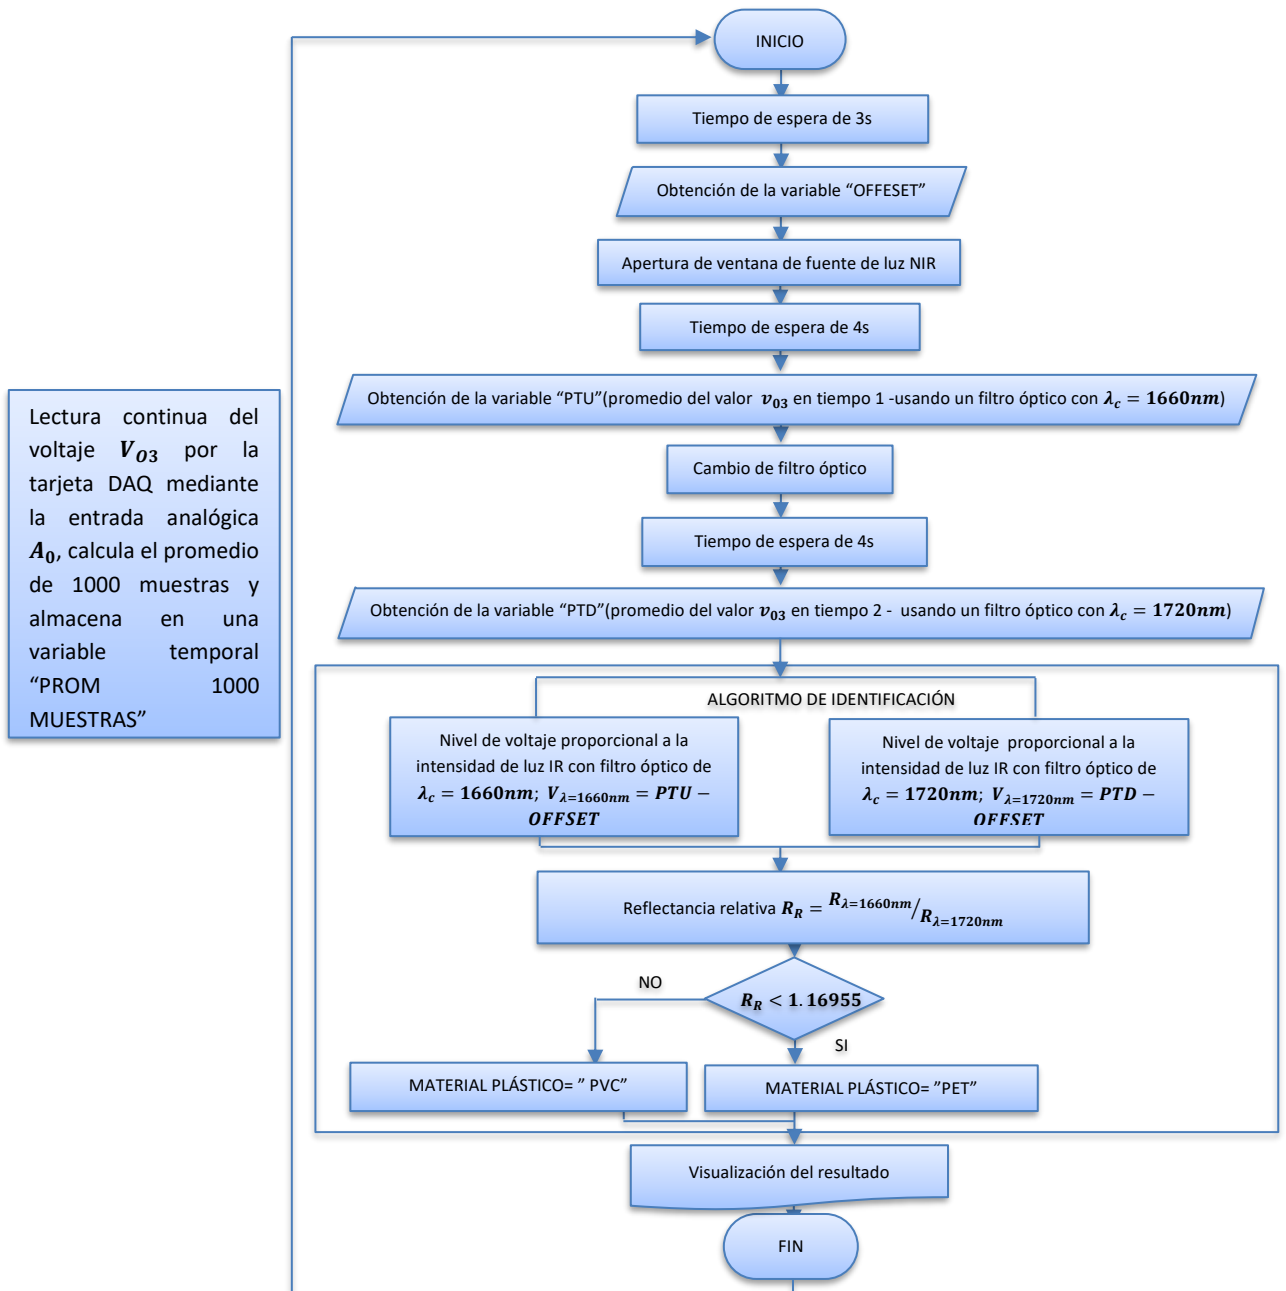 INICIO
Tiempo de espera de 3s
Obtención de la variable “OFFESET”
Apertura de ventana de fuente de luz NIR
Tiempo de espera de 4s
Obtención de la variable “PTU”(promedio del valor v₀₃ en tiempo 1 -usando un filtro óptico con λc = 1660nm)
Cambio de filtro óptico
Tiempo de espera de 4s
Obtención de la variable “PTD”(promedio del valor v₀₃ en tiempo 2 - usando un filtro óptico con λc = 1720nm)
Lectura continua del
voltaje V_O3 por la
tarjeta DAQ mediante
la entrada analógica
A₀, calcula el promedio
de 1000 muestras y
almacena en una
variable temporal
“PROM 1000
MUESTRAS”
ALGORITMO DE IDENTIFICACIÓN
Nivel de voltaje proporcional a la
intensidad de luz IR con filtro óptico de
λc = 1660nm; Vλ=1660nm = PTU −
OFFSET
Nivel de voltaje proporcional a la
intensidad de luz IR con filtro óptico de
λc = 1720nm; Vλ=1720nm = PTD −
OFFSET
Reflectancia relativa R_R = Rλ=1660nm/Rλ=1720nm
NO
R_R < 1.16955
SI
MATERIAL PLÁSTICO= ” PVC”
MATERIAL PLÁSTICO= ”PET”
Visualización del resultado
FIN